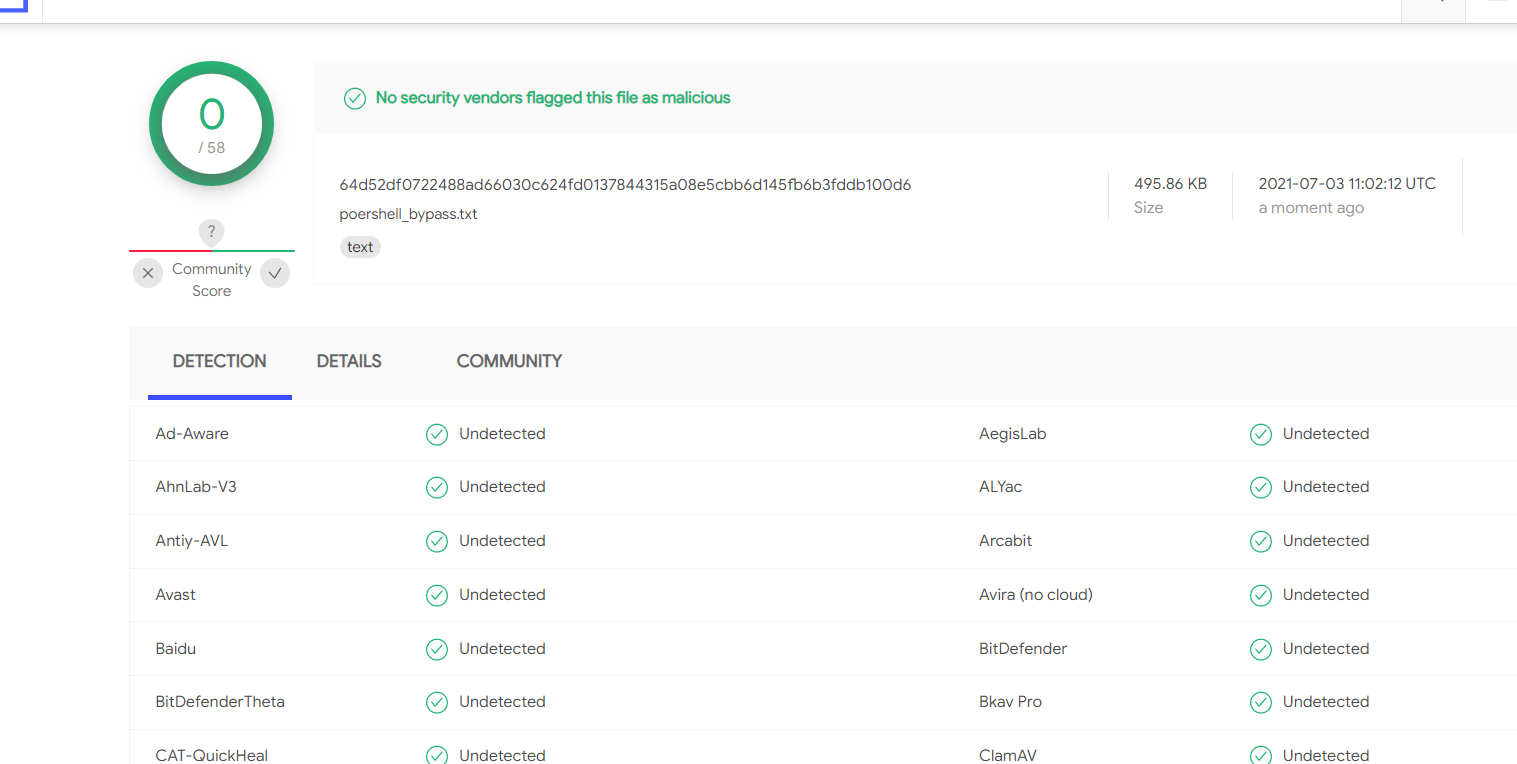 No security vendors flagged this file as malicious
0
/ 58
64d52df0722488ad66030c624fd0137844315a08e5cbb6d145fb6b3fddb100d6
poershell_bypass.txt
text
495.86 KB
Size
2021-07-03 11:02:12 UTC
a moment ago
?
Community
Score
DETECTION DETAILS COMMUNITY
Ad-Aware Undetected AegisLab Undetected
AhnLab-V3 Undetected ALYac Undetected
Antiy-AVL Undetected Arcabit Undetected
Avast Undetected Avira (no cloud) Undetected
Baidu Undetected BitDefender Undetected
BitDefenderTheta Undetected Bkav Pro Undetected
CAT-QuickHeal Undetected ClamAV Undetected